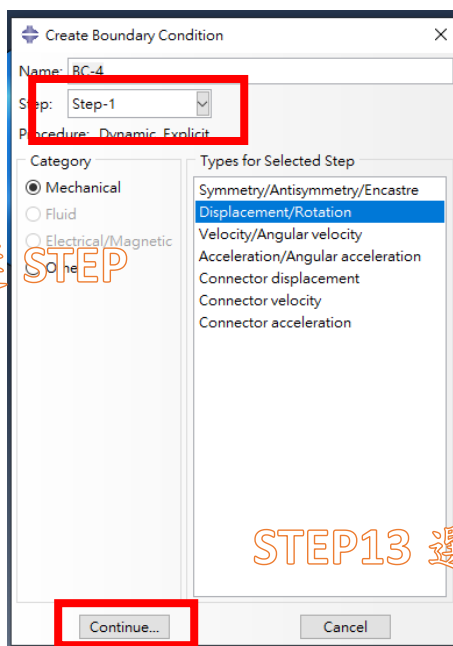 Create Boundary Condition
Name: BC-4
Step: Step-1
Procedure: Dynamic, Explicit
Category
Mechanical
Fluid
Electrical/Magnetic
Other
Types for Selected Step
Symmetry/Antisymmetry/Encastre
Displacement/Rotation
Velocity/Angular velocity
Acceleration/Angular acceleration
Connector displacement
Connector velocity
Connector acceleration
STEP
STEP13 選
Continue...
Cancel